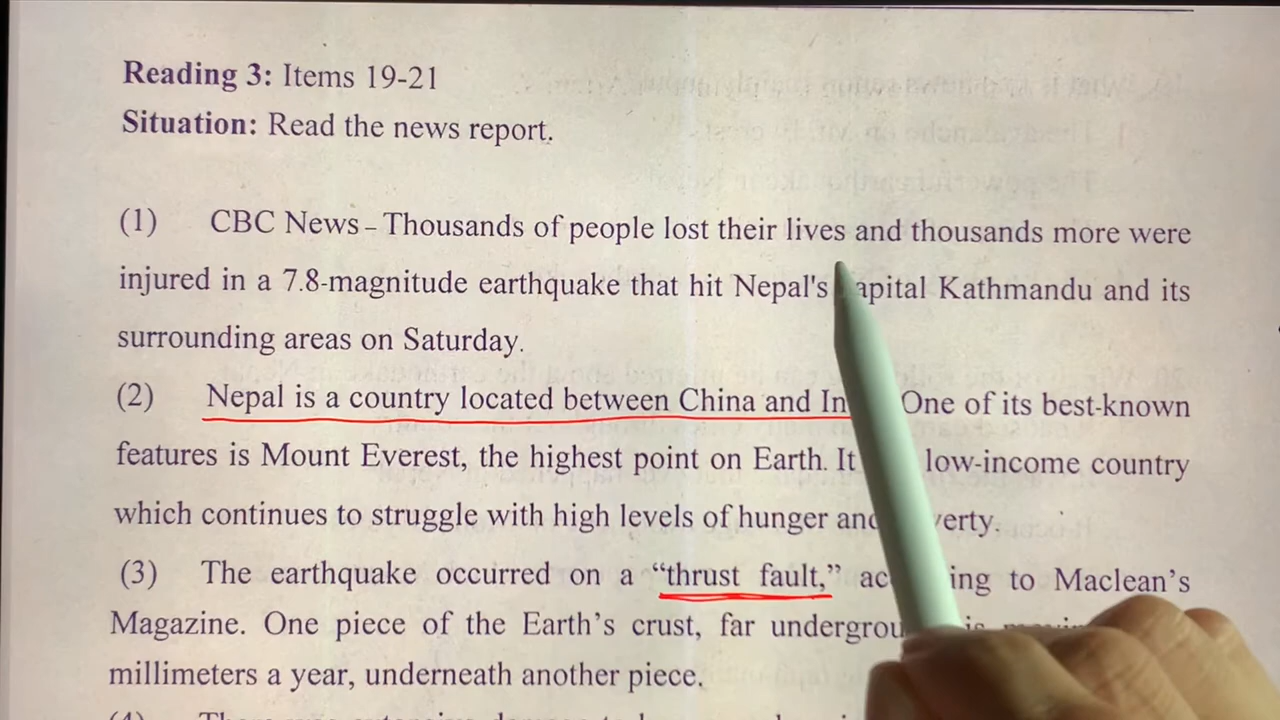 Reading 3: Items 19-21
Situation: Read the news report.
(1) CBC News – Thousands of people lost their lives and thousands more were
injured in a 7.8-magnitude earthquake that hit Nepal's apital Kathmandu and its
surrounding areas on Saturday.
(2) Nepal is a country located between China and In One of its best-known
features is Mount Everest, the highest point on Earth. It low-income country
which continues to struggle with high levels of hunger and verty.
(3) The earthquake occurred on a “thrust fault,” ac ing to Maclean’s
Magazine. One piece of the Earth’s crust, far undergrou is
millimeters a year, underneath another piece.